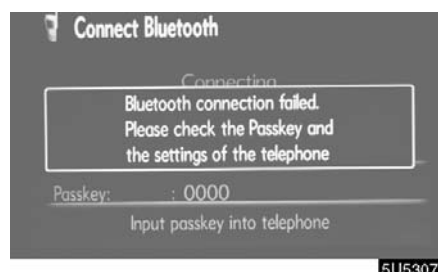 Connect Bluetooth
Connecting
Bluetooth connection failed.
Please check the Passkey and
the settings of the telephone
Passkey: : 0000
Input passkey into telephone
5U5307